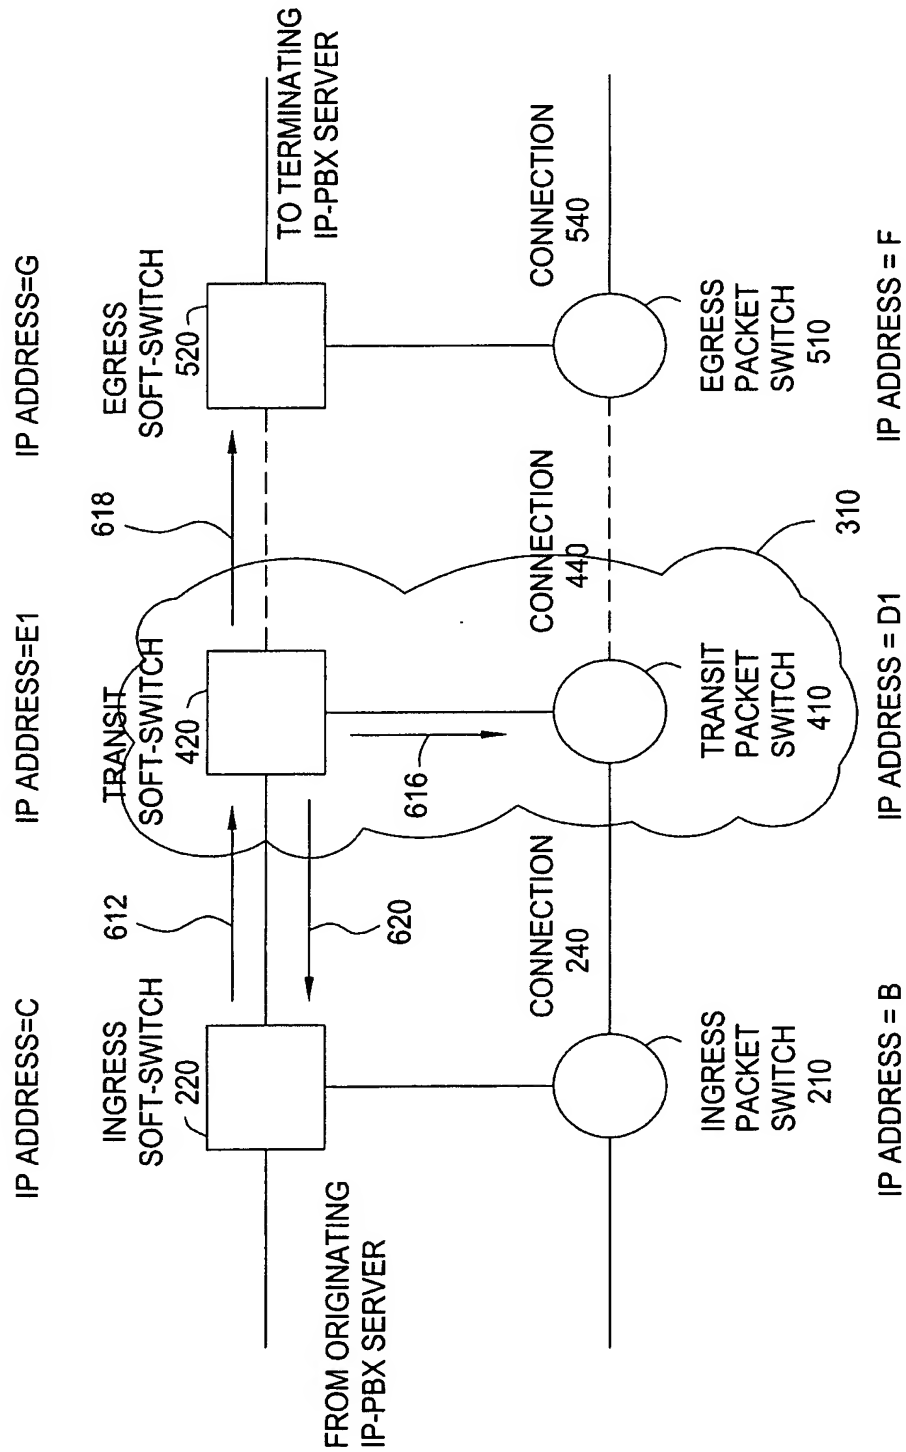 IP ADDRESS=C
IP ADDRESS=E1
IP ADDRESS=G
INGRESS
SOFT-SWITCH
220
612
TRANSIT
SOFT-SWITCH
420
618
EGRESS
SOFT-SWITCH
520
FROM ORIGINATING
IP-PBX SERVER
620
616
TO TERMINATING
IP-PBX SERVER
CONNECTION
240
CONNECTION
440
CONNECTION
540
INGRESS
PACKET
SWITCH
210
TRANSIT
PACKET
SWITCH
410
310
EGRESS
PACKET
SWITCH
510
IP ADDRESS = B
IP ADDRESS = D1
IP ADDRESS = F